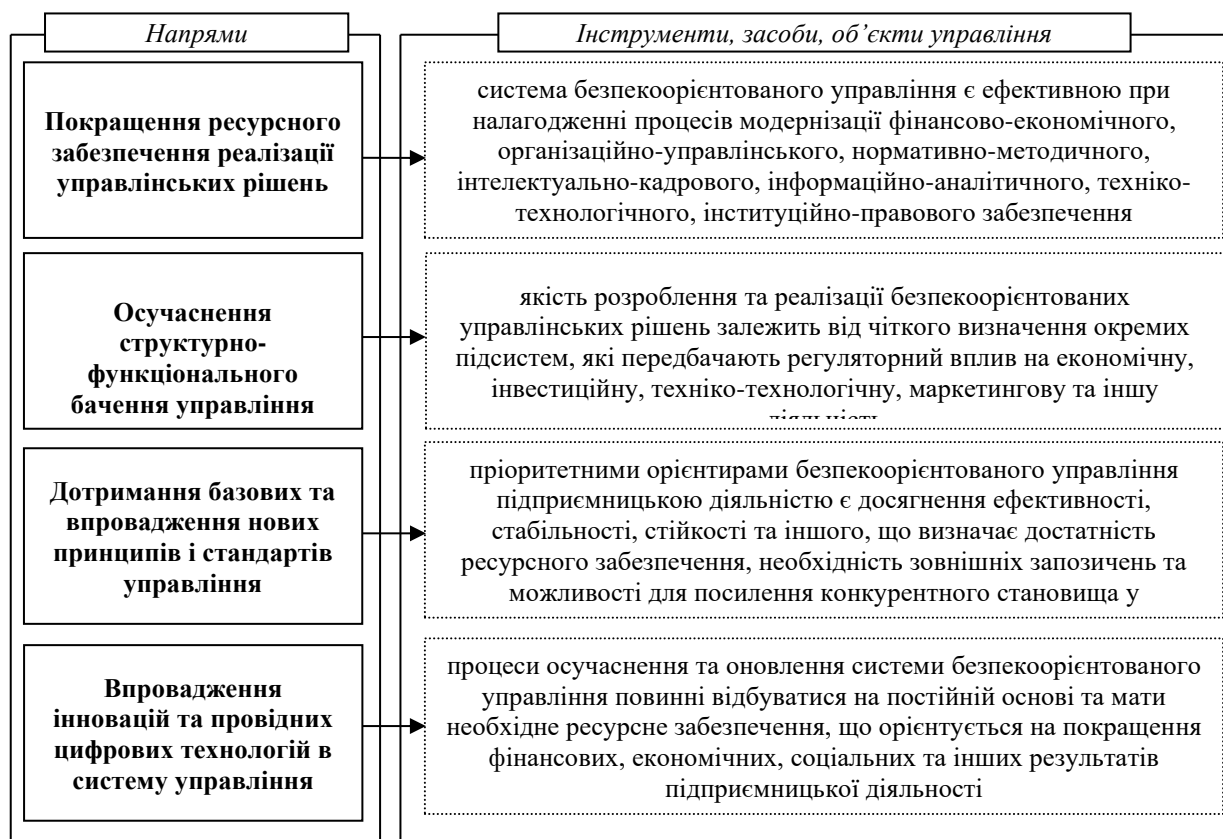 Напрями
Інструменти, засоби, об’єкти управління
Покращення ресурсного
забезпечення реалізації
управлінських рішень
система безпекоорієнтованого управління є ефективною при
налагодженні процесів модернізації фінансово-економічного,
організаційно-управлінського, нормативно-методичного,
інтелектуально-кадрового, інформаційно-аналітичного, техніко-
технологічного, інституційно-правового забезпечення
Осучаснення
структурно-
функціонального
бачення управління
якість розроблення та реалізації безпекоорієнтованих
управлінських рішень залежить від чіткого визначення окремих
підсистем, які передбачають регуляторний вплив на економічну,
інвестиційну, техніко-технологічну, маркетингову та іншу
діяльність
Дотримання базових та
впровадження нових
принципів і стандартів
управління
пріоритетними орієнтирами безпекоорієнтованого управління
підприємницькою діяльністю є досягнення ефективності,
стабільності, стійкості та іншого, що визначає достатність
ресурсного забезпечення, необхідність зовнішніх запозичень та
можливості для посилення конкурентного становища у
Впровадження
інновацій та провідних
цифрових технологій в
систему управління
процеси осучаснення та оновлення системи безпекоорієнтованого
управління повинні відбуватися на постійній основі та мати
необхідне ресурсне забезпечення, що орієнтується на покращення
фінансових, економічних, соціальних та інших результатів
підприємницької діяльності